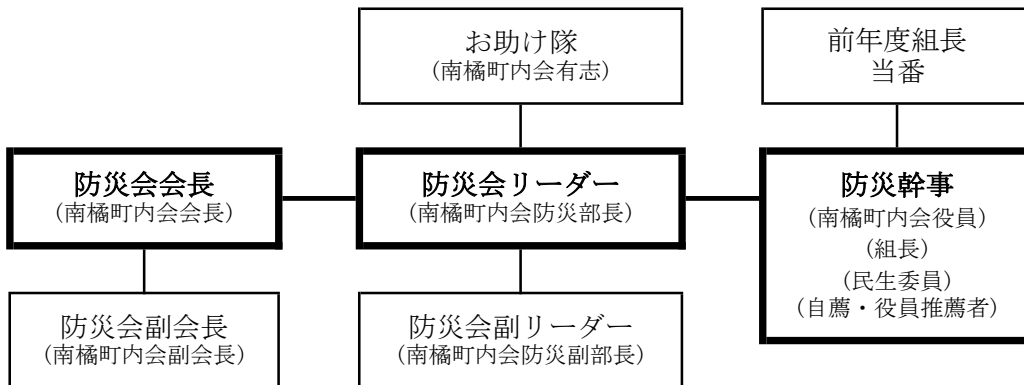 お助け隊
(南橘町内会有志)
前年度組長
当番
防災会会長
(南橘町内会会長)
防災会リーダー
(南橘町内会防災部長)
防災幹事
(南橘町内会役員)
(組長)
(民生委員)
(自薦・役員推薦者)
防災会副会長
(南橘町内会副会長)
防災会副リーダー
(南橘町内会防災副部長)